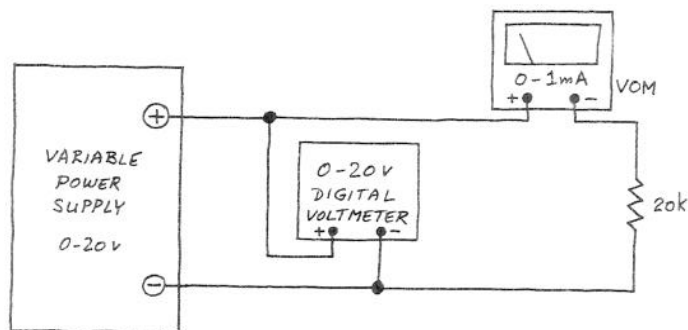 VARIABLE
POWER
SUPPLY
0-20v
+
−
0-20v
DIGITAL
VOLTMETER
+ −
0-1mA
+ −
VOM
20k